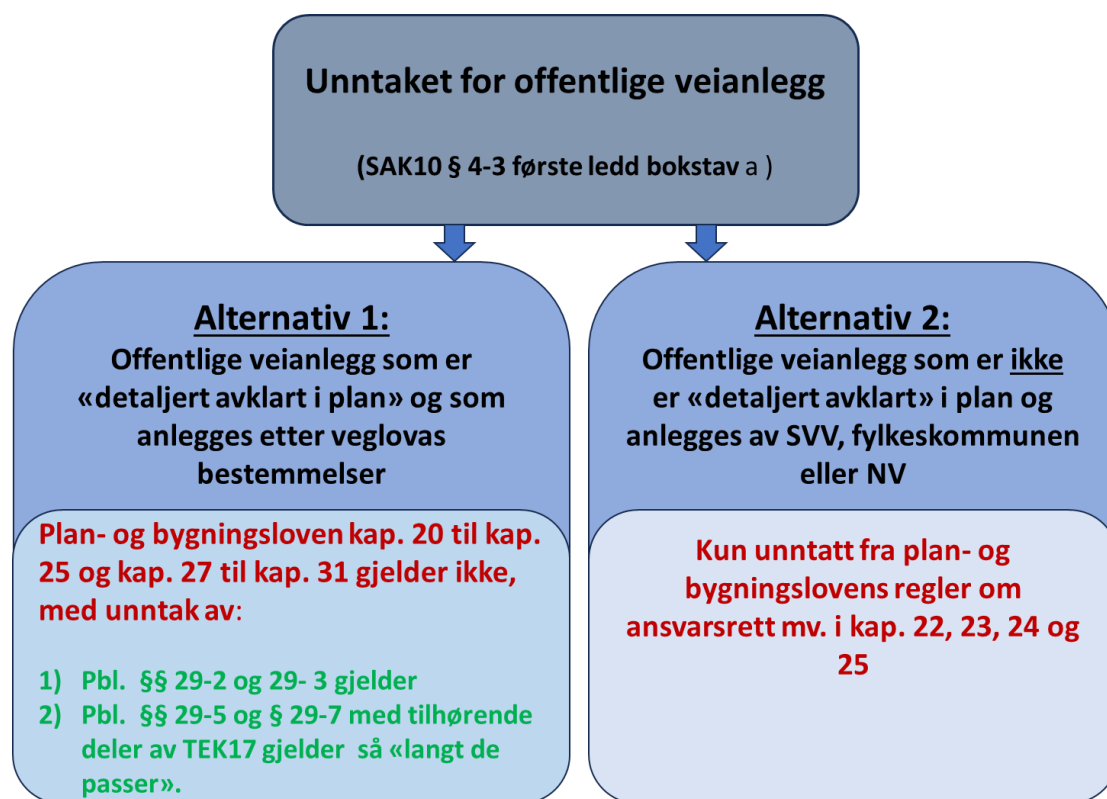 Unntaket for offentlige veianlegg
(SAK10 § 4-3 første ledd bokstav a )
Alternativ 1:
Offentlige veianlegg som er
«detaljert avklart i plan» og som
anlegges etter veglovas
bestemmelser
Plan- og bygningsloven kap. 20 til kap.
25 og kap. 27 til kap. 31 gjelder ikke,
med unntak av:
1) Pbl. §§ 29-2 og 29- 3 gjelder
2) Pbl. §§ 29-5 og § 29-7 med tilhørende
deler av TEK17 gjelder så «langt de
passer».
Alternativ 2:
Offentlige veianlegg som er ikke
er «detaljert avklart» i plan og
anlegges av SVV, fylkeskommunen
eller NV
Kun unntatt fra plan- og
bygningslovens regler om
ansvarsrett mv. i kap. 22, 23, 24 og
25